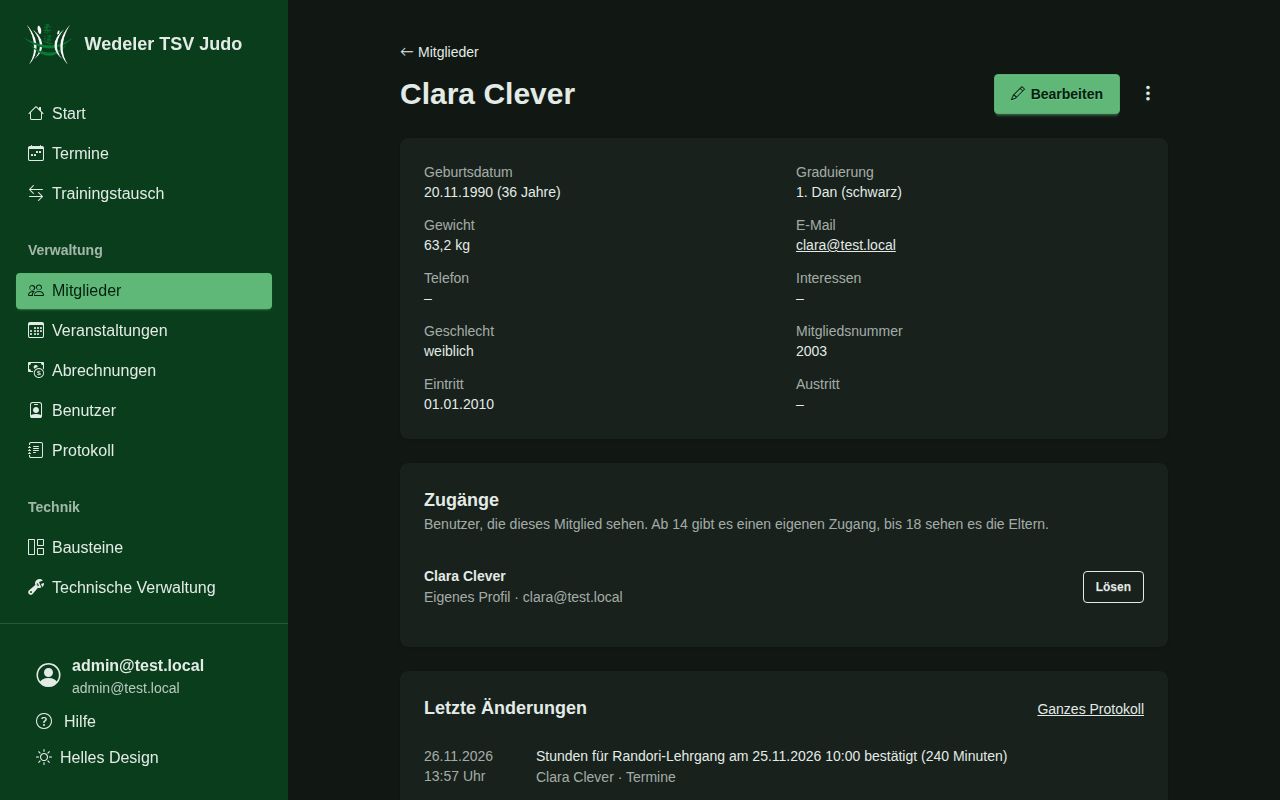 Wedeler TSV Judo
Start
Termine
Trainingstausch
Verwaltung
Mitglieder
Veranstaltungen
Abrechnungen
Benutzer
Protokoll
Technik
Bausteine
Technische Verwaltung
admin@test.local
admin@test.local
Hilfe
Helles Design
← Mitglieder
Clara Clever
Bearbeiten
Geburtsdatum
20.11.1990 (36 Jahre)
Graduierung
1. Dan (schwarz)
Gewicht
63,2 kg
E-Mail
clara@test.local
Telefon
–
Interessen
–
Geschlecht
weiblich
Mitgliedsnummer
2003
Eintritt
01.01.2010
Austritt
–
Zugänge
Benutzer, die dieses Mitglied sehen. Ab 14 gibt es einen eigenen Zugang, bis 18 sehen es die Eltern.
Clara Clever
Eigenes Profil · clara@test.local
Lösen
Letzte Änderungen
Ganzes Protokoll
26.11.2026
13:57 Uhr
Stunden für Randori-Lehrgang am 25.11.2026 10:00 bestätigt (240 Minuten)
Clara Clever · Termine